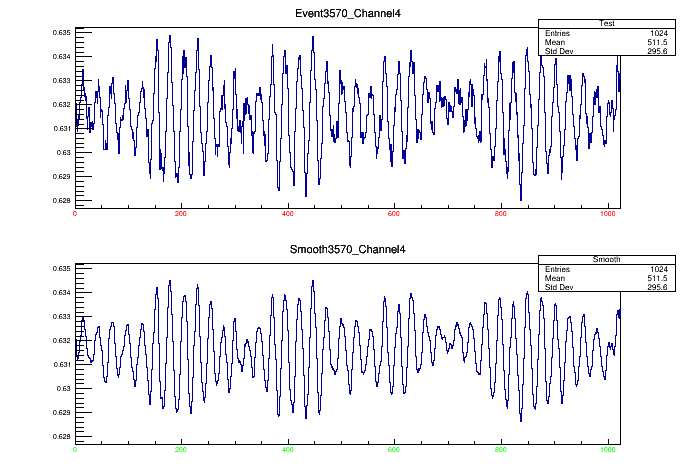 Event3570_Channel4
Test
Entries 1024
Mean 511.5
Std Dev 295.6
0.635
0.634
0.633
0.632
0.631
0.63
0.629
0.628
0 200 400 600 800 1000
Smooth3570_Channel4
Smooth
Entries 1024
Mean 511.5
Std Dev 295.6
0.635
0.634
0.633
0.632
0.631
0.63
0.629
0.628
0 200 400 600 800 1000